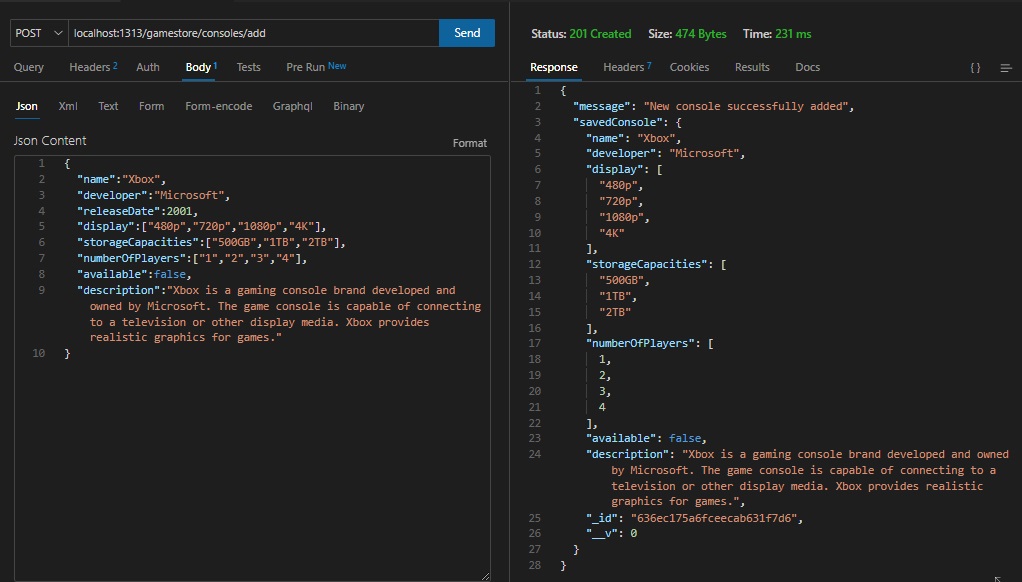 POST localhost:1313/gamestore/consoles/add Send
Query Headers 2 Auth Body 1 Tests Pre Run New
Json Xml Text Form Form-encode Graphql Binary
Json Content Format
1 {
2 "name":"Xbox",
3 "developer":"Microsoft",
4 "releaseDate":2001,
5 "display":["480p","720p","1080p","4K"],
6 "storageCapacities":["500GB","1TB","2TB"],
7 "numberOfPlayers":["1","2","3","4"],
8 "available":false,
9 "description":"Xbox is a gaming console brand developed and
owned by Microsoft. The game console is capable of connecting
to a television or other display media. Xbox provides
realistic graphics for games."
10 }
Status: 201 Created Size: 474 Bytes Time: 231 ms
Response Headers 7 Cookies Results Docs { }
1 {
2 "message": "New console successfully added",
3 "savedConsole": {
4 "name": "Xbox",
5 "developer": "Microsoft",
6 "display": [
7 "480p",
8 "720p",
9 "1080p",
10 "4K"
11 ],
12 "storageCapacities": [
13 "500GB",
14 "1TB",
15 "2TB"
16 ],
17 "numberOfPlayers": [
18 1,
19 2,
20 3,
21 4
22 ],
23 "available": false,
24 "description": "Xbox is a gaming console brand developed and owned
by Microsoft. The game console is capable of connecting to a
television or other display media. Xbox provides realistic
graphics for games.",
25 "_id": "636ec175a6fceecab631f7d6",
26 "__v": 0
27 }
28 }